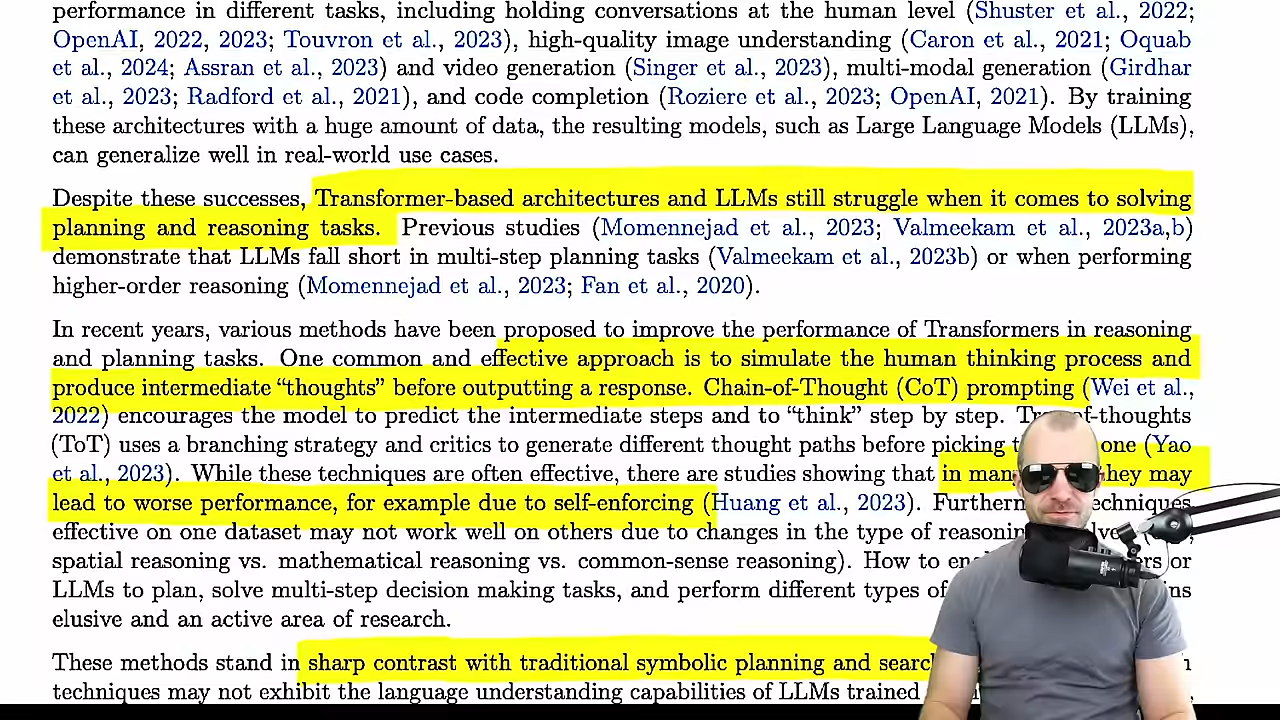 performance in different tasks, including holding conversations at the human level (Shuster et al., 2022;
OpenAI, 2022, 2023; Touvron et al., 2023), high-quality image understanding (Caron et al., 2021; Oquab
et al., 2024; Assran et al., 2023) and video generation (Singer et al., 2023), multi-modal generation (Girdhar
et al., 2023; Radford et al., 2021), and code completion (Roziere et al., 2023; OpenAI, 2021). By training
these architectures with a huge amount of data, the resulting models, such as Large Language Models (LLMs),
can generalize well in real-world use cases.
Despite these successes, Transformer-based architectures and LLMs still struggle when it comes to solving
planning and reasoning tasks. Previous studies (Momennejad et al., 2023; Valmeekam et al., 2023a,b)
demonstrate that LLMs fall short in multi-step planning tasks (Valmeekam et al., 2023b) or when performing
higher-order reasoning (Momennejad et al., 2023; Fan et al., 2020).
In recent years, various methods have been proposed to improve the performance of Transformers in reasoning
and planning tasks. One common and effective approach is to simulate the human thinking process and
produce intermediate “thoughts” before outputting a response. Chain-of-Thought (CoT) prompting (Wei et al.,
2022) encourages the model to predict the intermediate steps and to “think” step by step.
(ToT) uses a branching strategy and critics to generate different thought paths before picking one (Yao
et al., 2023). While these techniques are often effective, there are studies showing that in they may
lead to worse performance, for example due to self-enforcing (Huang et al., 2023).
effective on one dataset may not work well on others due to changes in the type of
spatial reasoning vs. mathematical reasoning vs. common-sense reasoning). How to or
LLMs to plan, solve multi-step decision making tasks, and perform different types of
elusive and an active area of research.
These methods stand in sharp contrast with traditional symbolic planning and
techniques may not exhibit the language understanding capabilities of LLMs trained